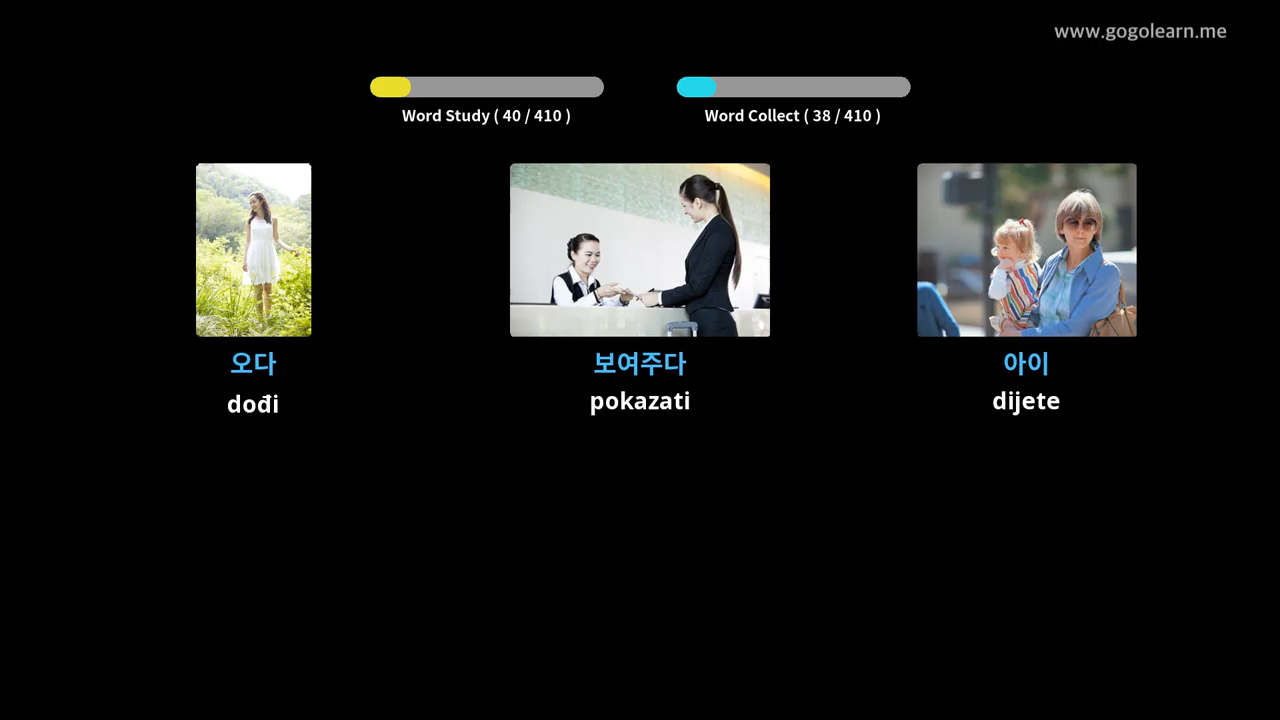 www.gogolearn.me
Word Study ( 40 / 410 )
Word Collect ( 38 / 410 )
오다
dođi
보여주다
pokazati
아이
dijete